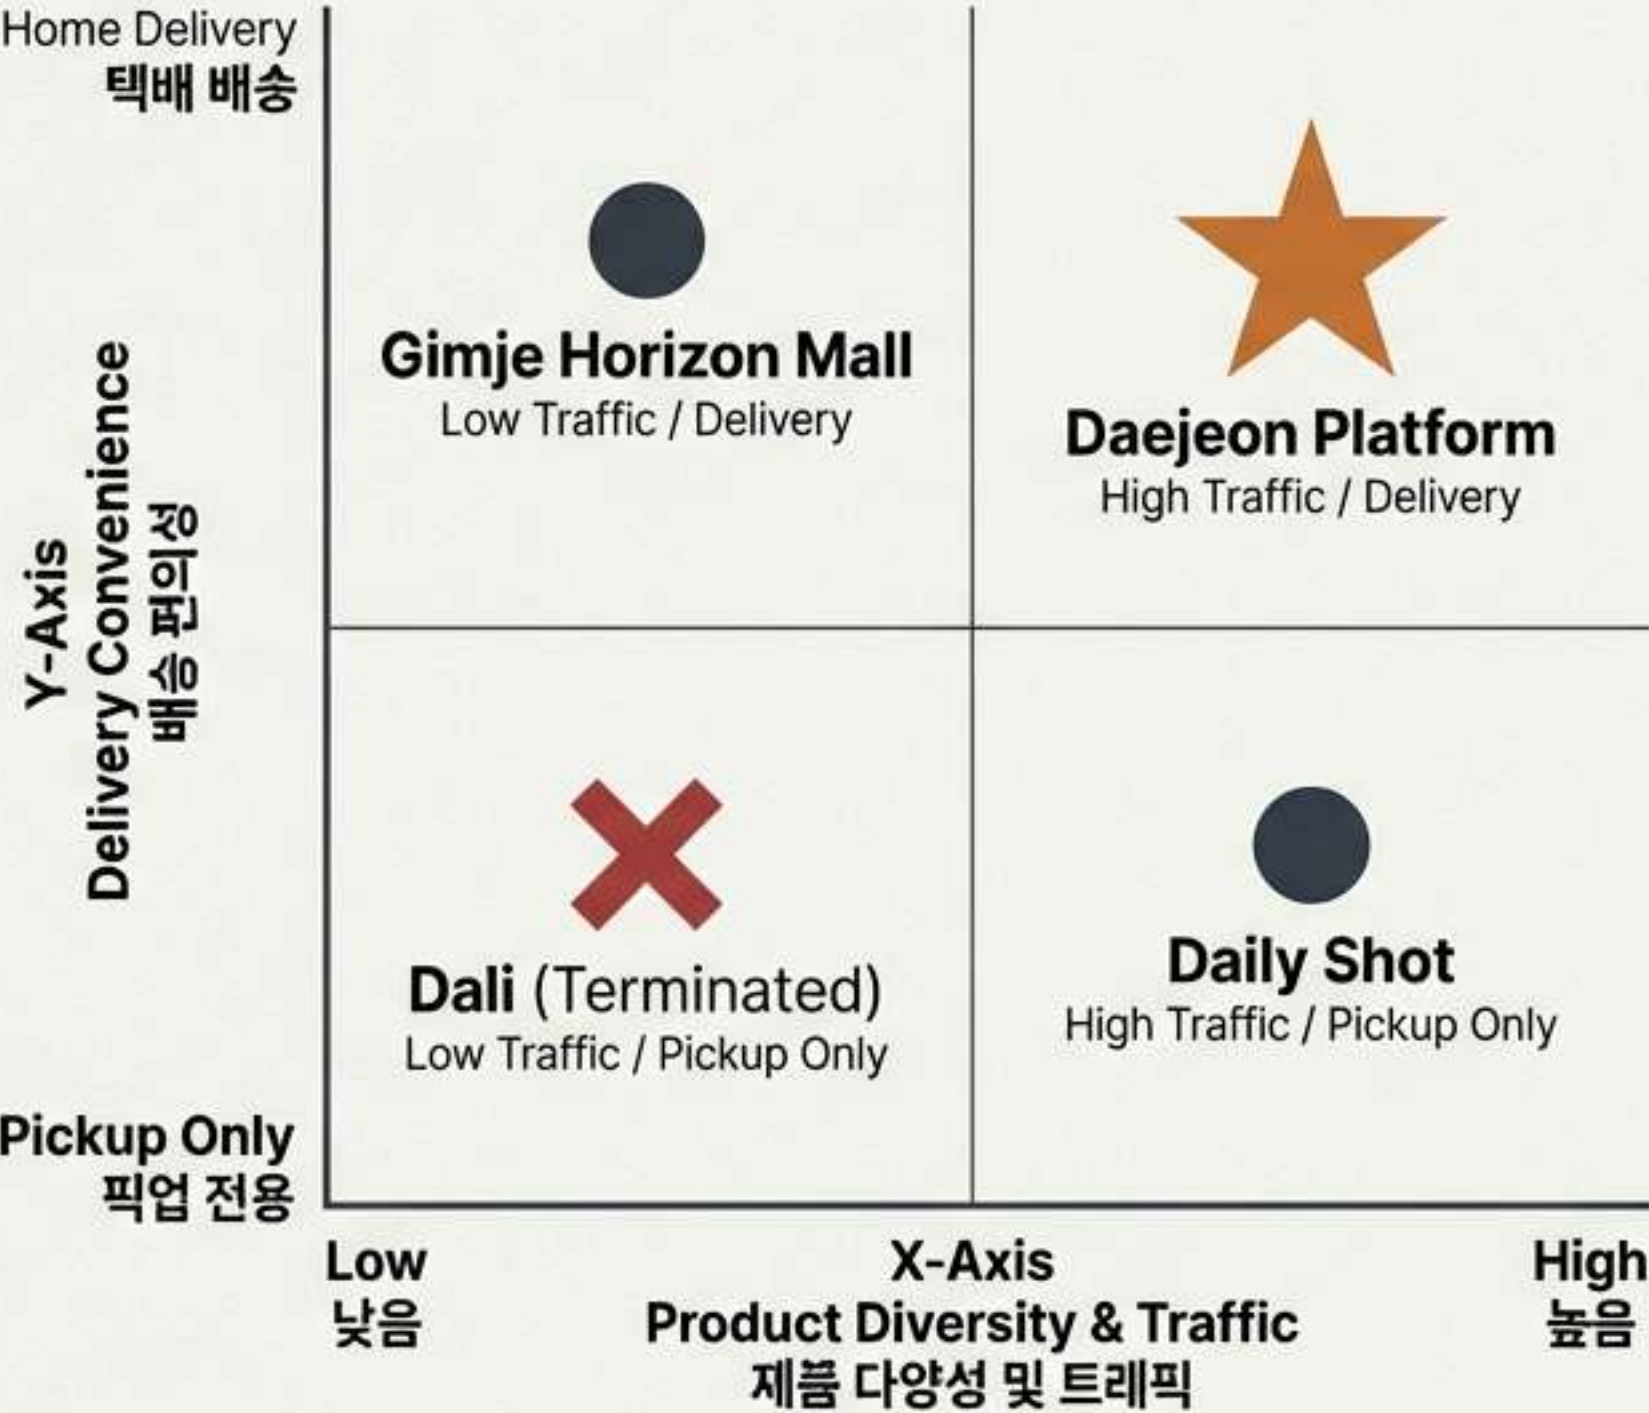 Home Delivery
택배 배송
Gimje Horizon Mall
Low Traffic / Delivery
Daejeon Platform
High Traffic / Delivery
Y-Axis
Delivery Convenience
배송 편의성
Dali (Terminated)
Low Traffic / Pickup Only
Daily Shot
High Traffic / Pickup Only
Pickup Only
픽업 전용
Low
낮음
X-Axis
Product Diversity & Traffic
제품 다양성 및 트래픽
High
높음